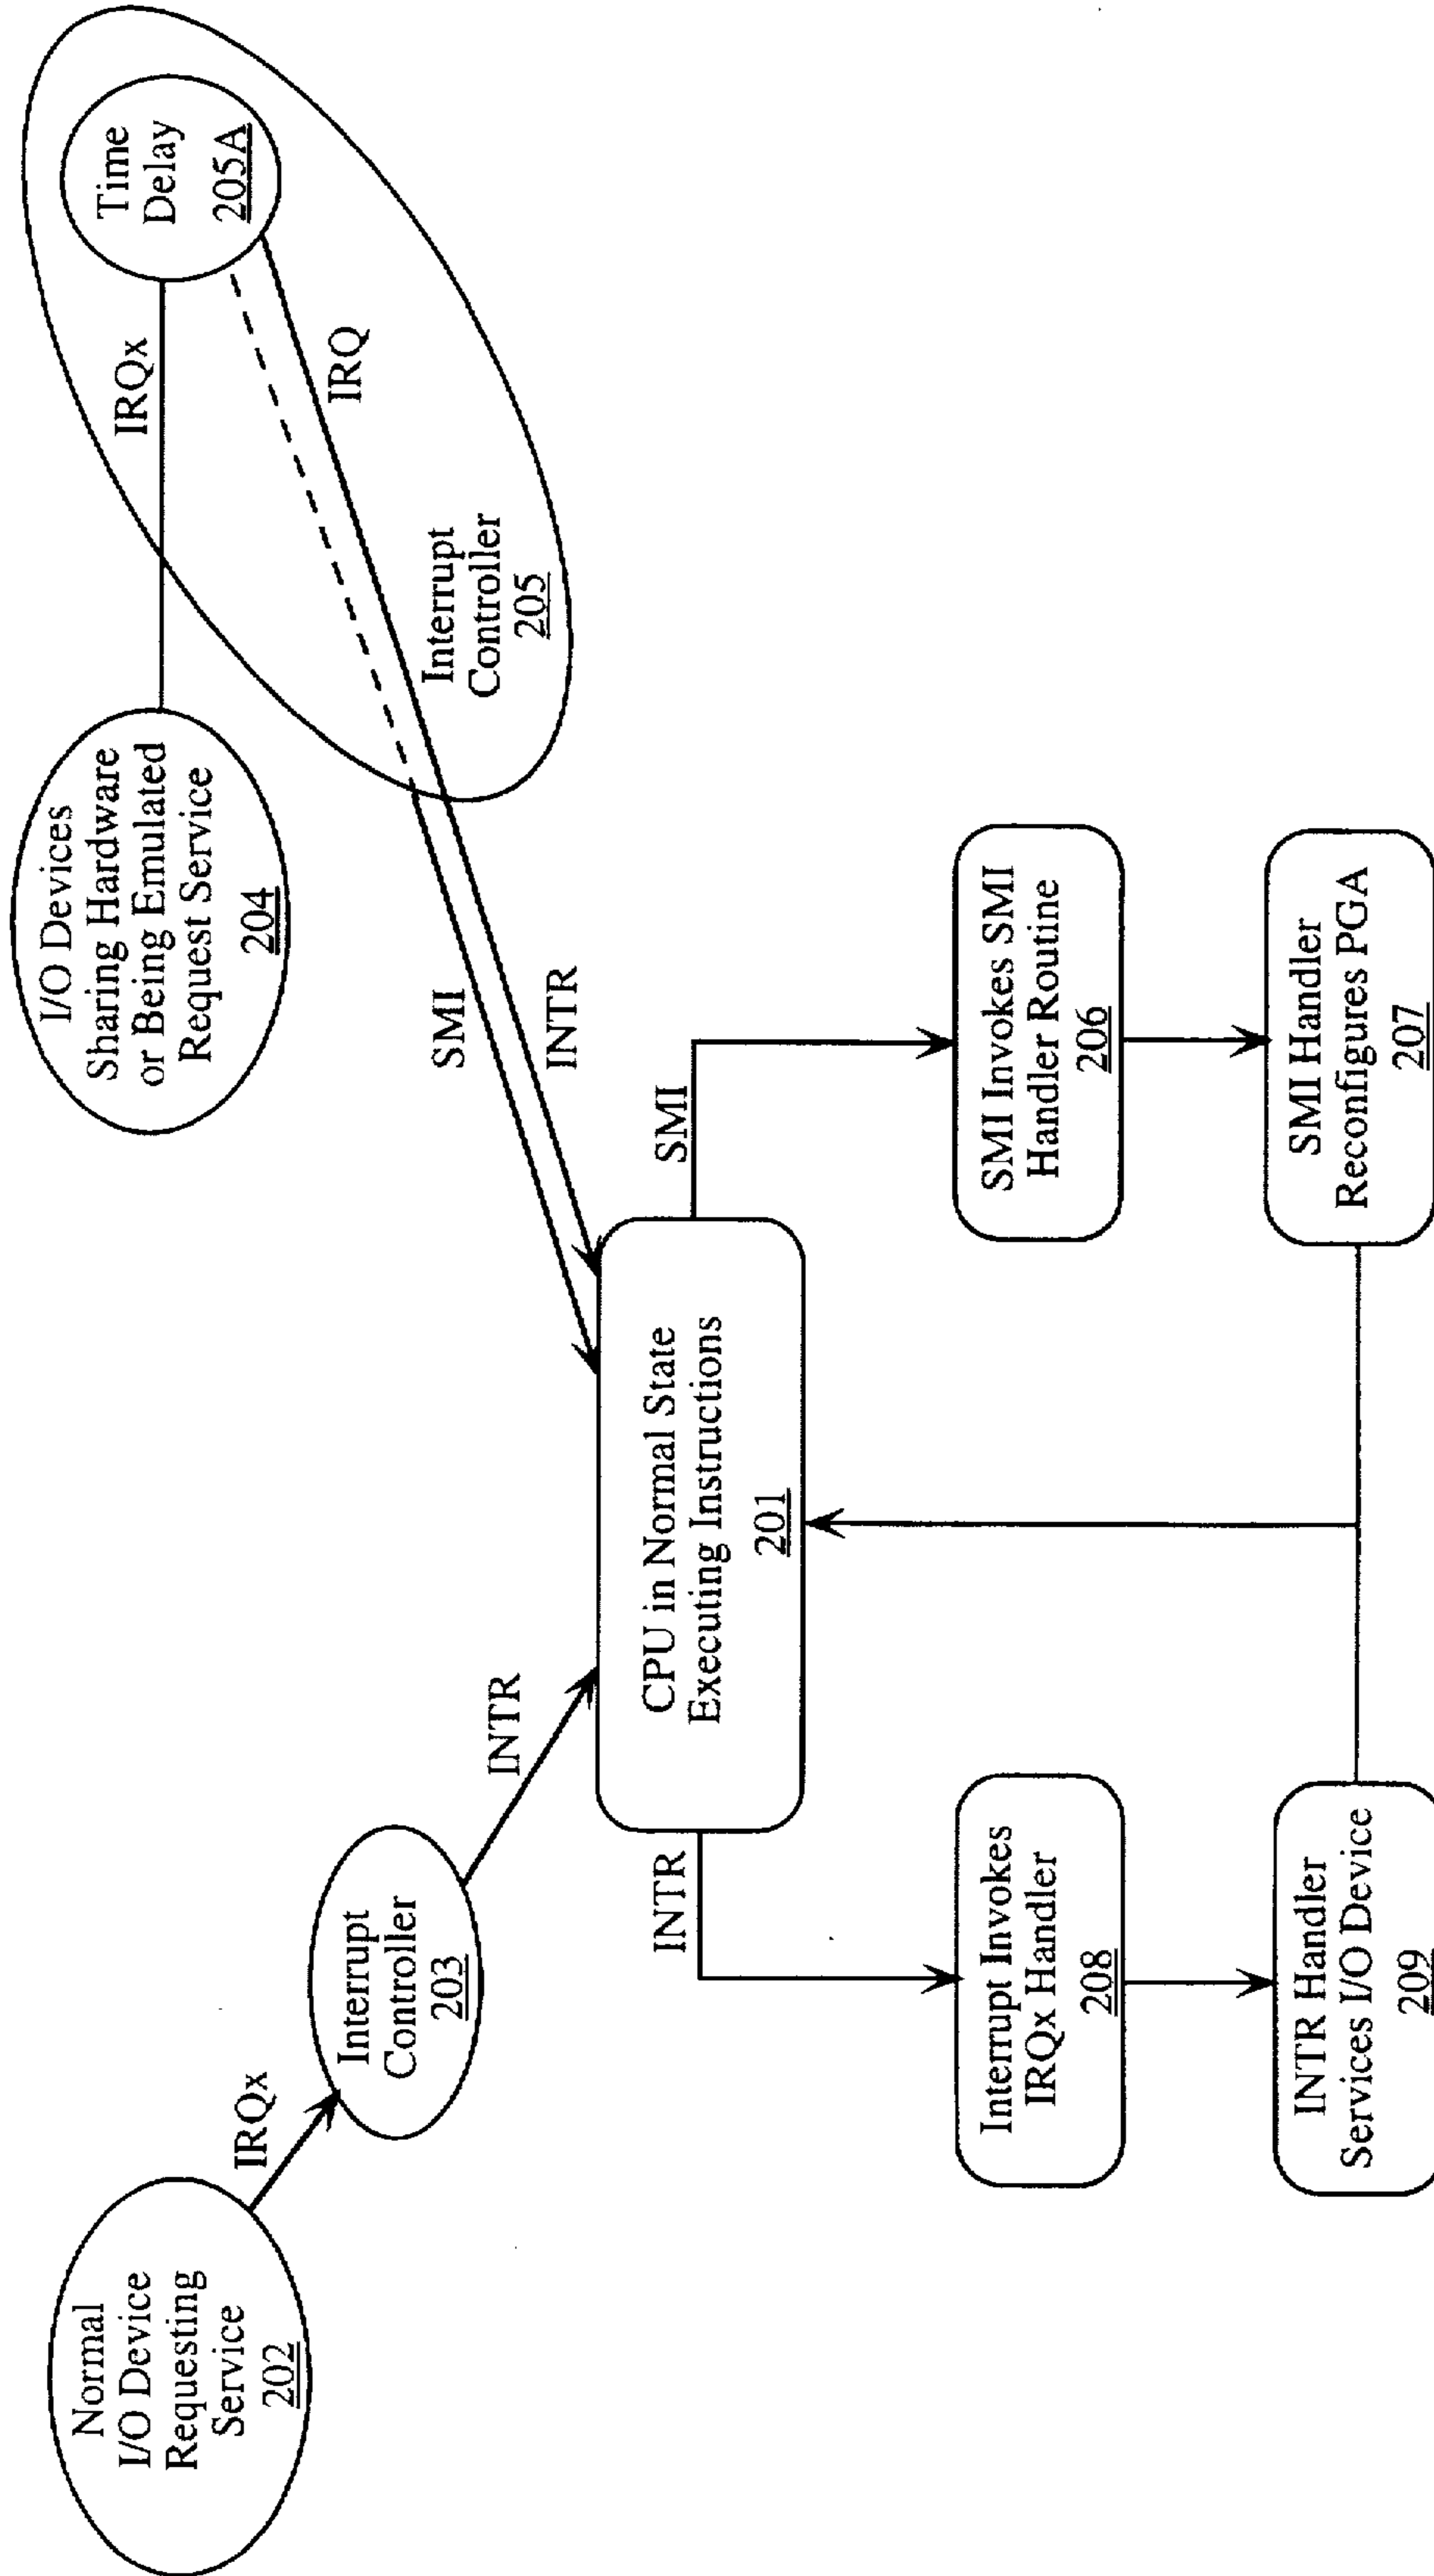 Normal
I/O Device
Requesting
Service
202
IRQx
Interrupt
Controller
203
INTR
I/O Devices
Sharing Hardware
or Being Emulated
Request Service
204
IRQx
Time
Delay
205A
IRQ
Interrupt
Controller
205
SMI
INTR
CPU in Normal State
Executing Instructions
201
INTR
SMI
Interrupt Invokes
IRQx Handler
208
SMI Invokes SMI
Handler Routine
206
INTR Handler
Services I/O Device
209
SMI Handler
Reconfigures PGA
207